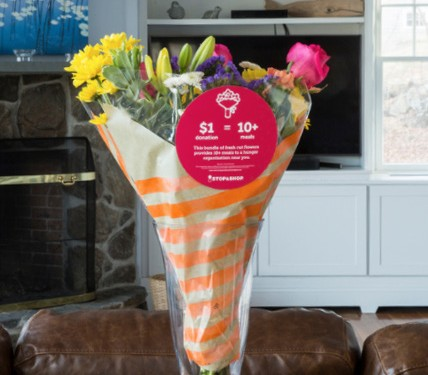 $1 = 10+
donation meals
This bundle of fresh cut flowers
provides 10+ meals to a hunger
organization near you.
STOP&SHOP